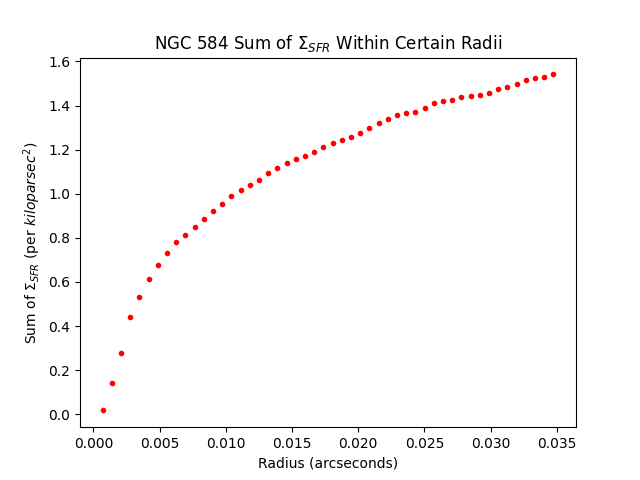 NGC 584 Sum of Σ_SFR Within Certain Radii
1.6
1.4
1.2
1.0
0.8
0.6
0.4
0.2
0.0
Sum of Σ_SFR (per kiloparsec²)
0.000 0.005 0.010 0.015 0.020 0.025 0.030 0.035
Radius (arcseconds)